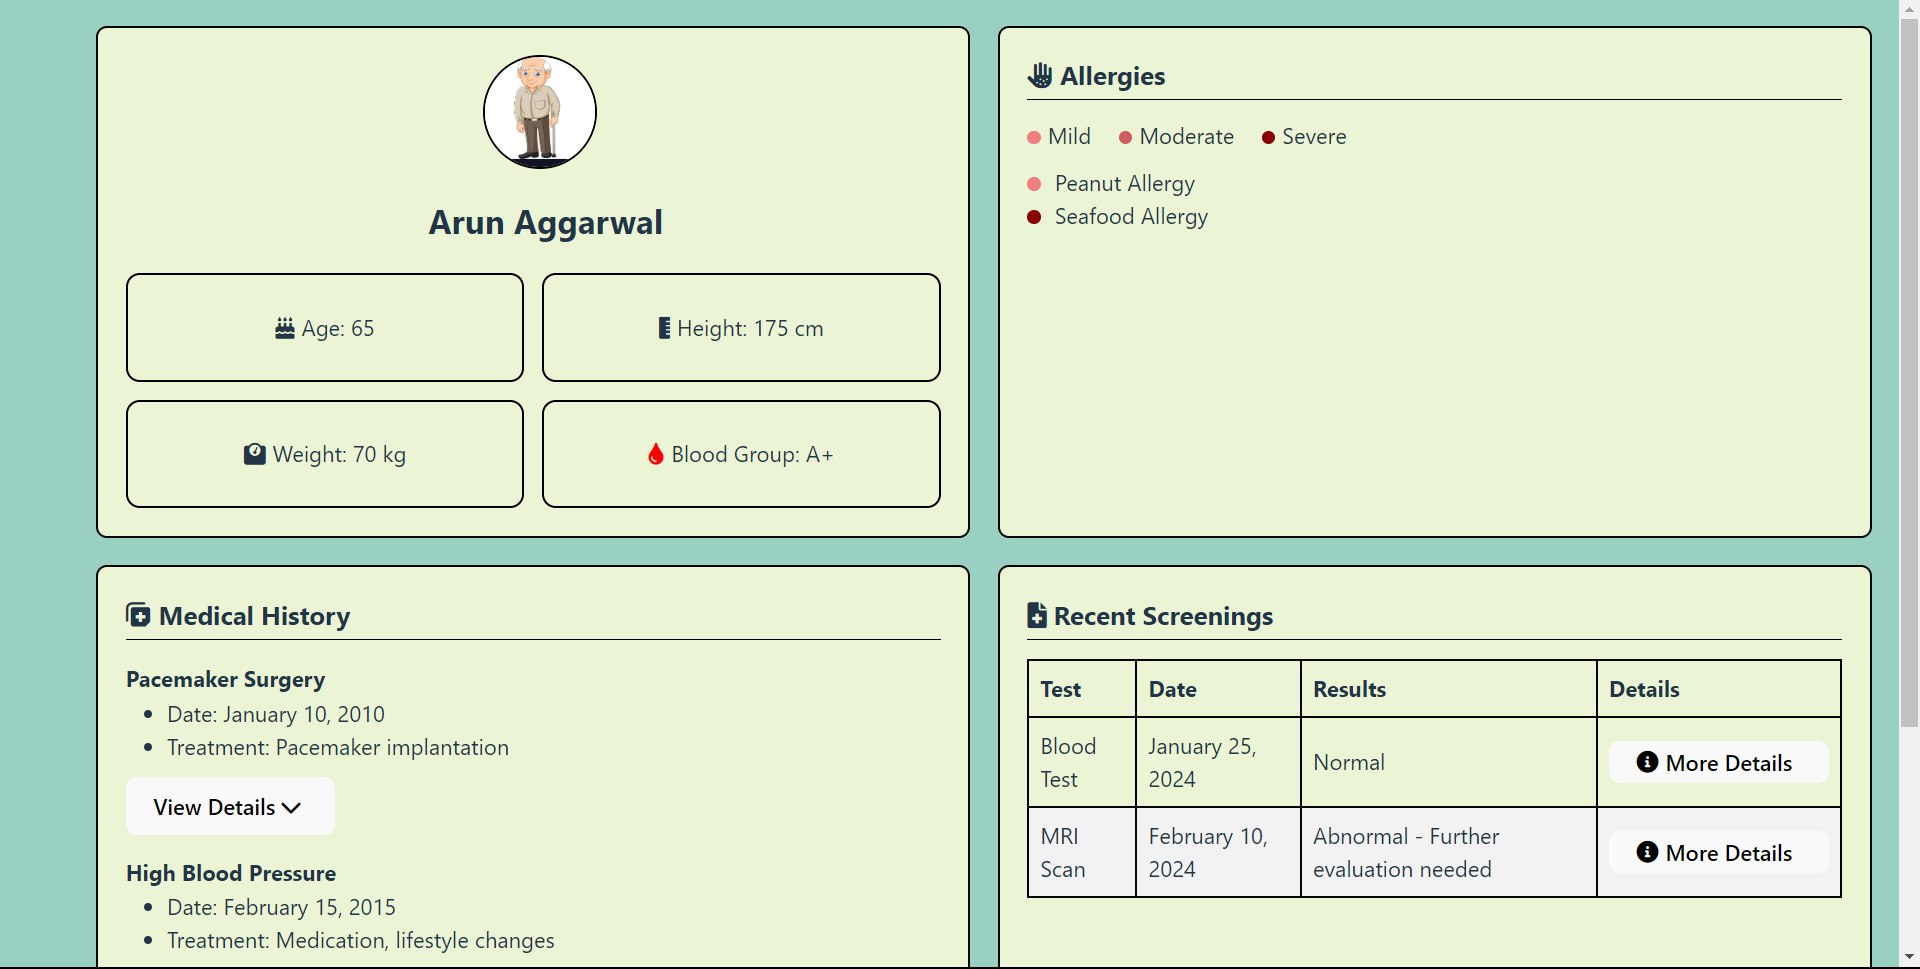 Arun Aggarwal
Age: 65
Height: 175 cm
Weight: 70 kg
Blood Group: A+
Allergies
Mild
Moderate
Severe
Peanut Allergy
Seafood Allergy
Medical History
Pacemaker Surgery
Date: January 10, 2010
Treatment: Pacemaker implantation
View Details
High Blood Pressure
Date: February 15, 2015
Treatment: Medication, lifestyle changes
Recent Screenings
Test Date Results Details
Blood
Test
January 25,
2024
Normal
More Details
MRI
Scan
February 10,
2024
Abnormal - Further
evaluation needed
More Details